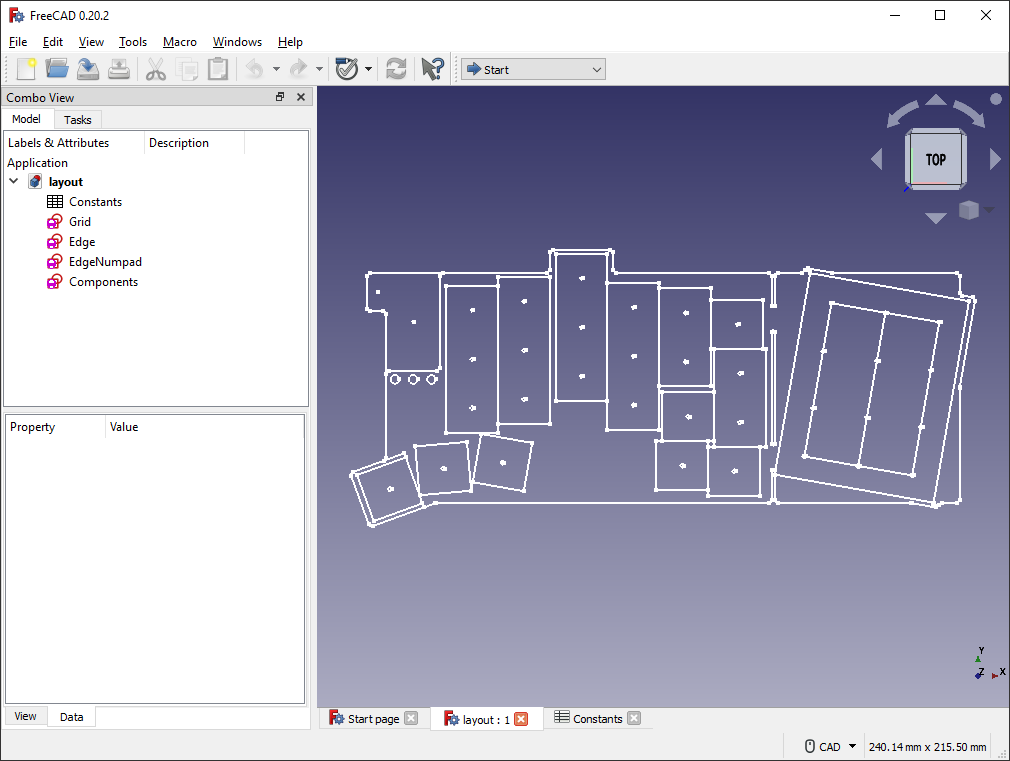 FreeCAD 0.20.2
File Edit View Tools Macro Windows Help
Start
Combo View
Model Tasks
Labels & Attributes Description
Application
layout
Constants
Grid
Edge
EdgeNumpad
Components
TOP
Property Value
Y
Z X
View Data
Start page layout : 1 Constants
CAD 240.14 mm x 215.50 mm